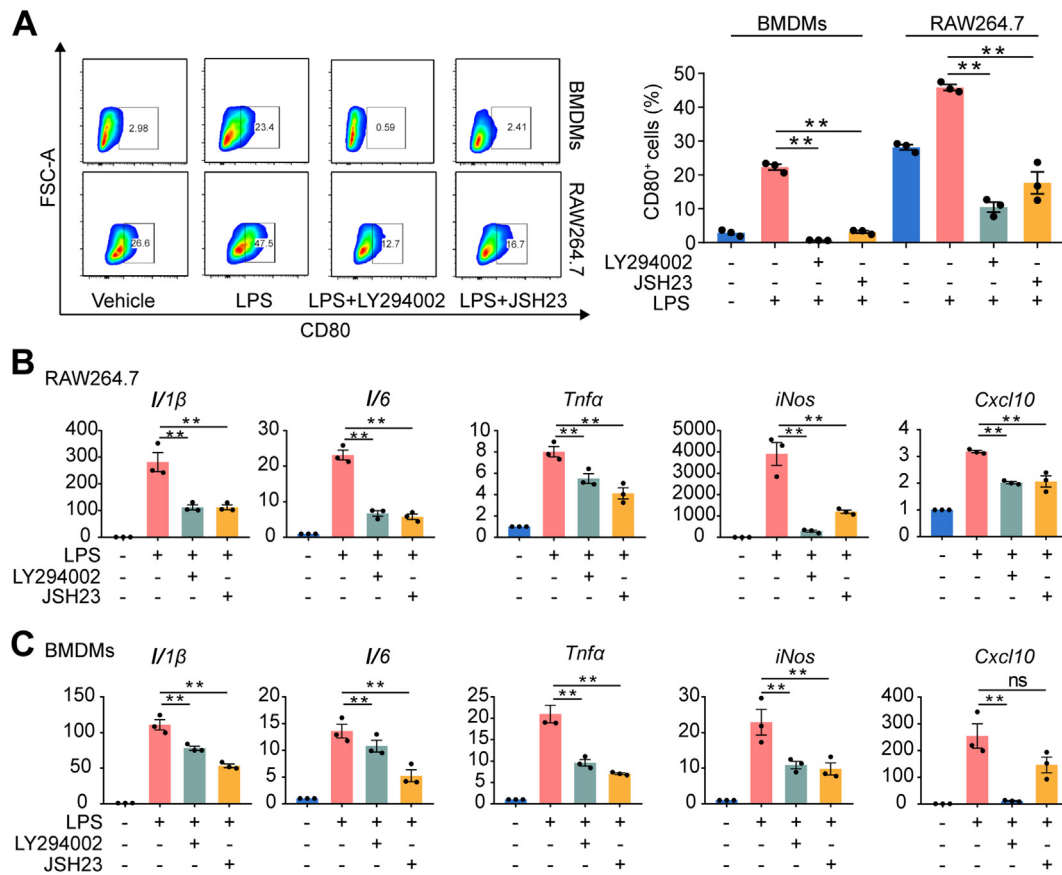 A
BMDMs RAW264.7
2.98 23.4 0.59 2.41
BMDMs
26.6 47.5 12.7 16.7
RAW264.7
FSC-A
Vehicle LPS LPS+LY294002 LPS+JSH23
CD80
CD80+ cells (%)
50
40
30
20
10
0
** ** ** **
LY294002 - - + - - - + -
JSH23 - - - + - - - +
LPS - + + + - + + +
B
RAW264.7
Il1β Il6 Tnfα iNos Cxcl10
400 300 200 100 0
30 20 10 0
10 8 6 4 2 0
5000 4000 3000 2000 1000 0
4 3 2 1 0
** ** ** ** ** ** ** ** ** **
LPS - + + + - + + + - + + + - + + + - + + +
LY294002 - - + - - - + - - - + - - - + - - - + -
JSH23 - - - + - - - + - - - + - - - + - - - +
C
BMDMs
Il1β Il6 Tnfα iNos Cxcl10
150 100 50 0
20 15 10 5 0
25 20 15 10 5 0
30 20 10 0
400 300 200 100 0
** ** ** ** ** ** ** ** ** ns
LPS - + + + - + + + - + + + - + + + - + + +
LY294002 - - + - - - + - - - + - - - + - - - + -
JSH23 - - - + - - - + - - - + - - - + - - - +